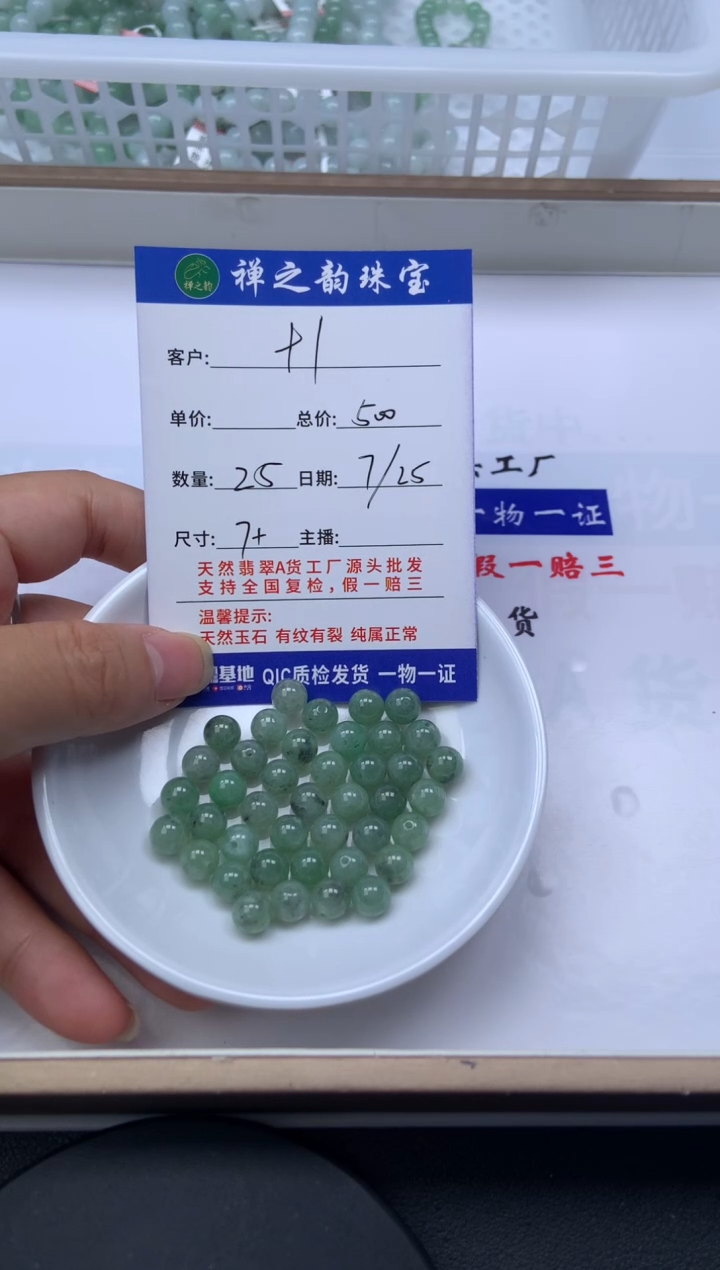 禅之韵珠宝
禅之韵
客户: +1
单价: 总价: 500
数量: 25 日期: 7/25
尺寸: 7+ 主播:
天然翡翠A货工厂源头批发
支持全国复检,假一赔三
温馨提示:
天然玉石 有纹有裂 纯属正常
基地 QIC质检发货 一物一证
工厂
一物一证
假一赔三
货